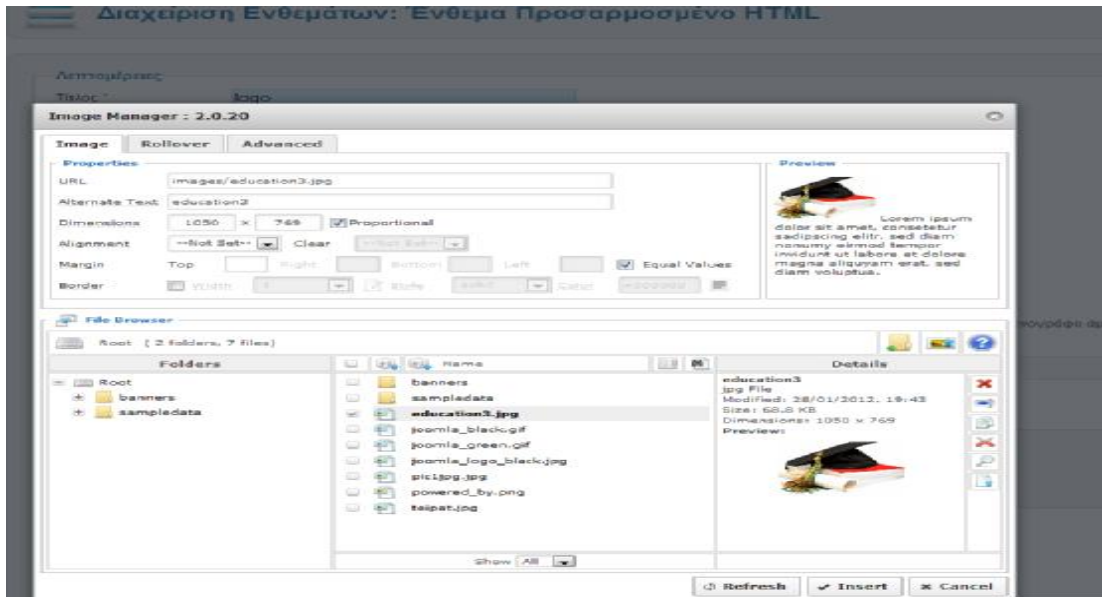 Διαχείριση Ενθεμάτων: Ένθεμα Προσαρμοσμένο HTML
Λεπτομέρειες
Τίτλος * logo
Image Manager : 2.0.20
Image Rollover Advanced
Properties
URL images/education3.jpg
Alternate Text education3
Dimensions 1050 x 769 Proportional
Alignment --Not Set-- Clear --Not Set--
Margin Top Right Bottom Left Equal Values
Border Width 1 Style solid Color #000000
Preview
Lorem ipsum
dolor sit amet, consetetur
sadipscing elitr, sed diam
nonumy eirmod tempor
invidunt ut labore et dolore
magna aliquyam erat, sed
diam voluptua.
File Browser
Root ( 2 folders, 7 files)
Folders
Root
banners
sampledata
Name
banners
sampledata
education3.jpg
joomla_black.gif
joomla_green.gif
joomla_logo_black.jpg
pic1jpg.jpg
powered_by.png
teipat.jpg
Show All
Details
education3
jpg File
Modified: 28/01/2012, 19:43
Size: 68.8 KB
Dimensions: 1050 x 769
Preview:
Refresh Insert Cancel